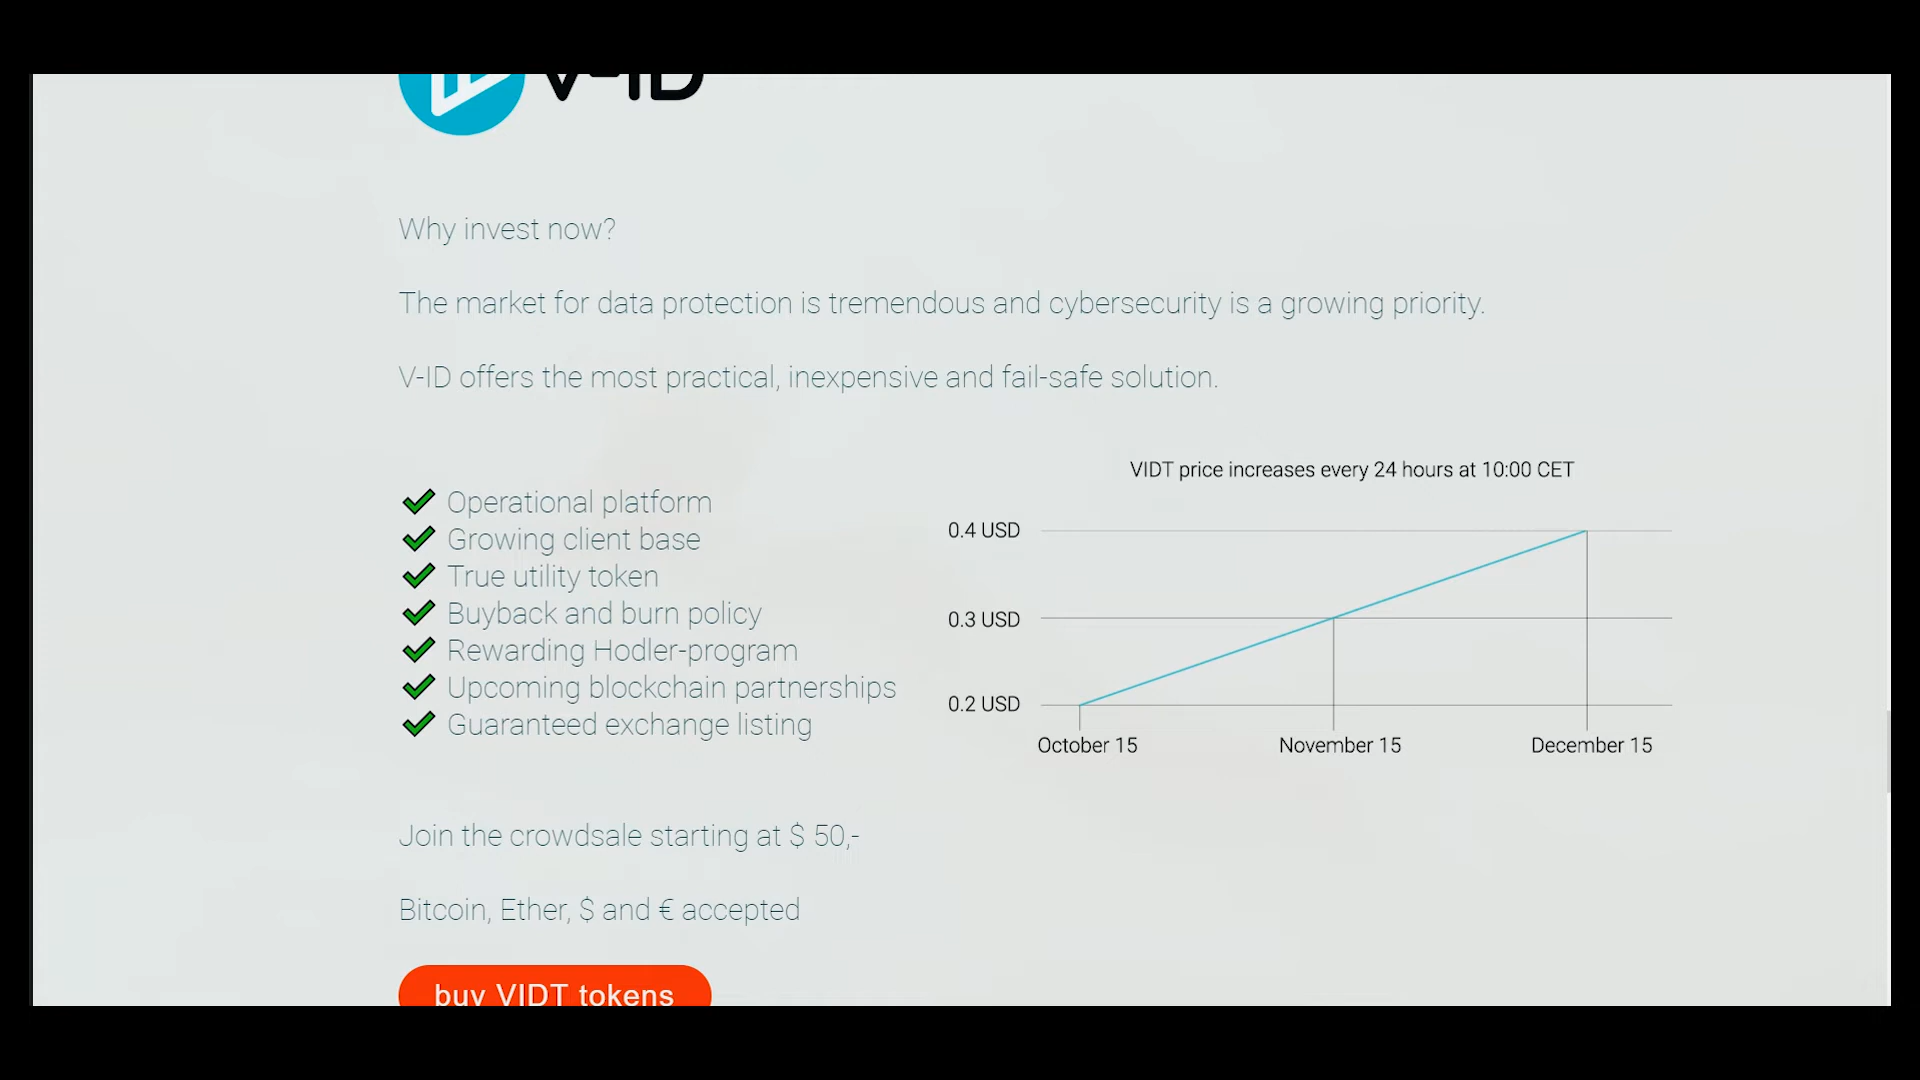 V-ID
Why invest now?
The market for data protection is tremendous and cybersecurity is a growing priority.
V-ID offers the most practical, inexpensive and fail-safe solution.
Operational platform
Growing client base
True utility token
Buyback and burn policy
Rewarding Hodler-program
Upcoming blockchain partnerships
Guaranteed exchange listing
VIDT price increases every 24 hours at 10:00 CET
0.4 USD
0.3 USD
0.2 USD
October 15 November 15 December 15
Join the crowdsale starting at $ 50,-
Bitcoin, Ether, $ and € accepted
buy VIDT tokens